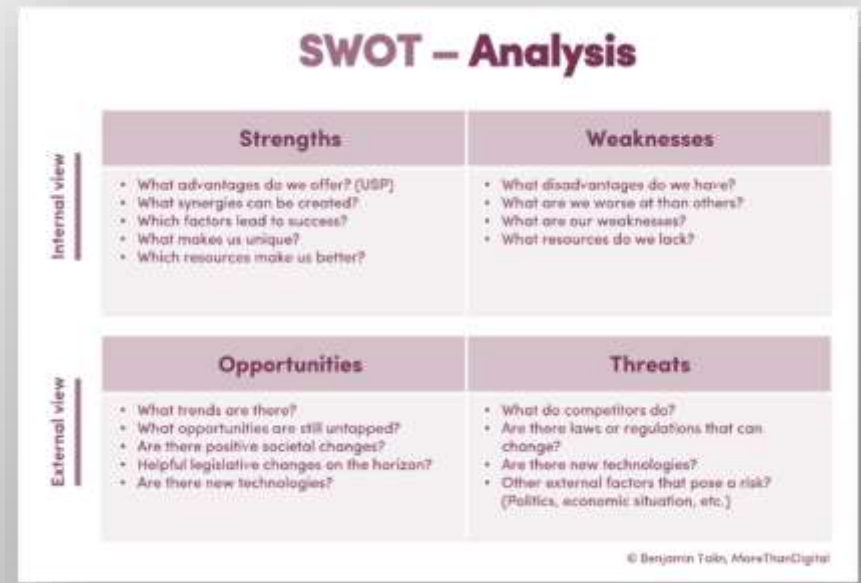 SWOT – Analysis
Internal view
Strengths
• What advantages do we offer? (USP)
• What synergies can be created?
• Which factors lead to success?
• What makes us unique?
• Which resources make us better?
Weaknesses
• What disadvantages do we have?
• What are we worse at than others?
• What are our weaknesses?
• What resources do we lack?
External view
Opportunities
• What trends are there?
• What opportunities are still untapped?
• Are there positive societal changes?
• Helpful legislative changes on the horizon?
• Are there new technologies?
Threats
• What do competitors do?
• Are there laws or regulations that can
change?
• Are there new technologies?
• Other external factors that pose a risk?
(Politics, economic situation, etc.)
© Benjamin Talin, MoreThanDigital